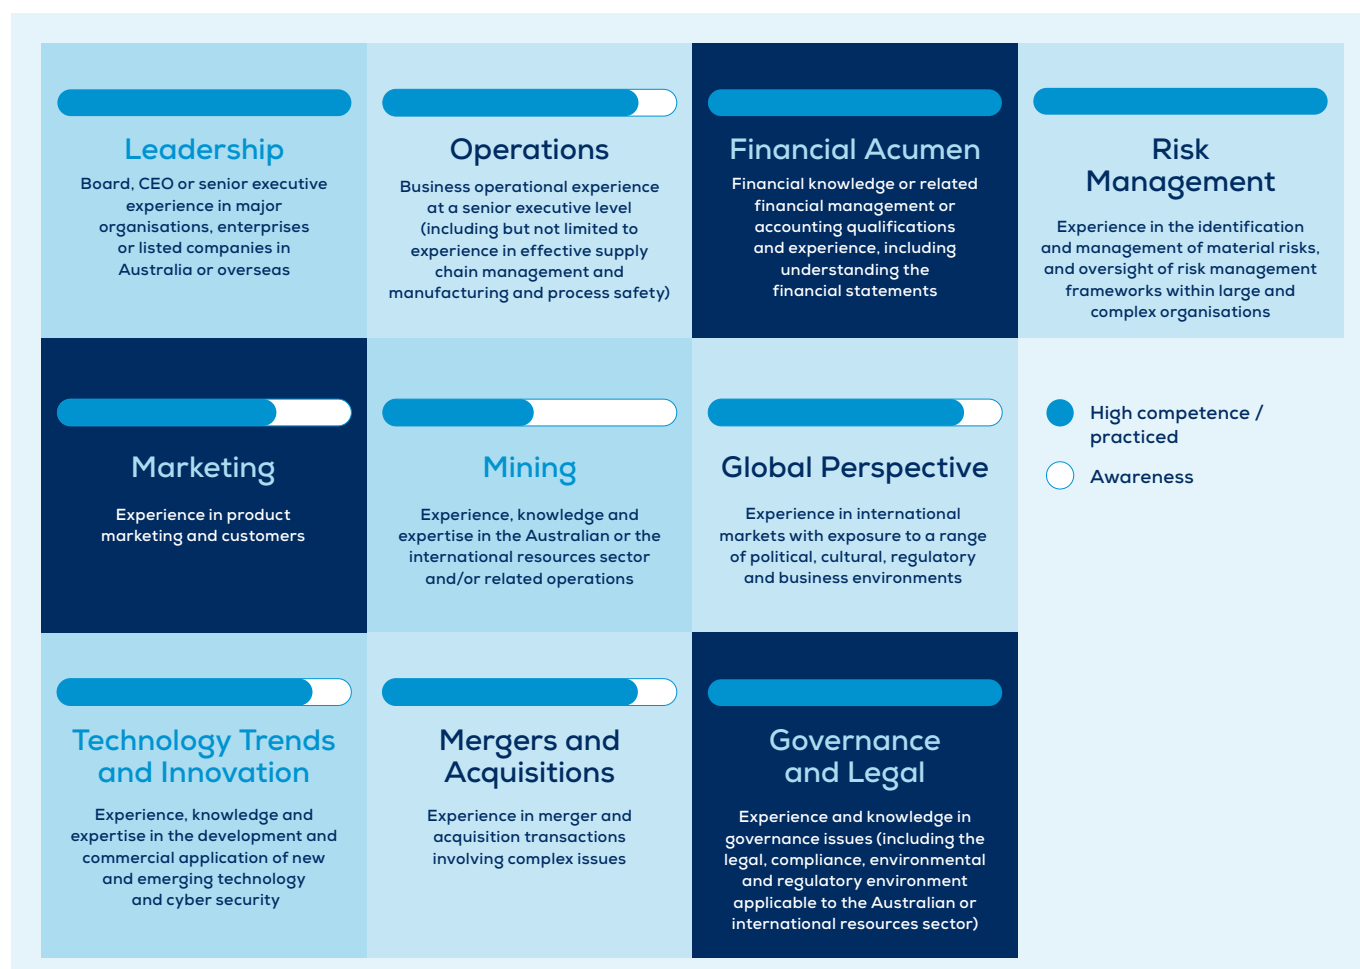 Leadership
Board, CEO or senior executive
experience in major
organisations, enterprises
or listed companies in
Australia or overseas
Operations
Business operational experience
at a senior executive level
(including but not limited to
experience in effective supply
chain management and
manufacturing and process safety)
Financial Acumen
Financial knowledge or related
financial management or
accounting qualifications
and experience, including
understanding the
financial statements
Risk
Management
Experience in the identification
and management of material risks,
and oversight of risk management
frameworks within large and
complex organisations
Marketing
Experience in product
marketing and customers
Mining
Experience, knowledge and
expertise in the Australian or the
international resources sector
and/or related operations
Global Perspective
Experience in international
markets with exposure to a range
of political, cultural, regulatory
and business environments
High competence /
practiced
Awareness
Technology Trends
and Innovation
Experience, knowledge and
expertise in the development and
commercial application of new
and emerging technology
and cyber security
Mergers and
Acquisitions
Experience in merger and
acquisition transactions
involving complex issues
Governance
and Legal
Experience and knowledge in
governance issues (including the
legal, compliance, environmental
and regulatory environment
applicable to the Australian or
international resources sector)